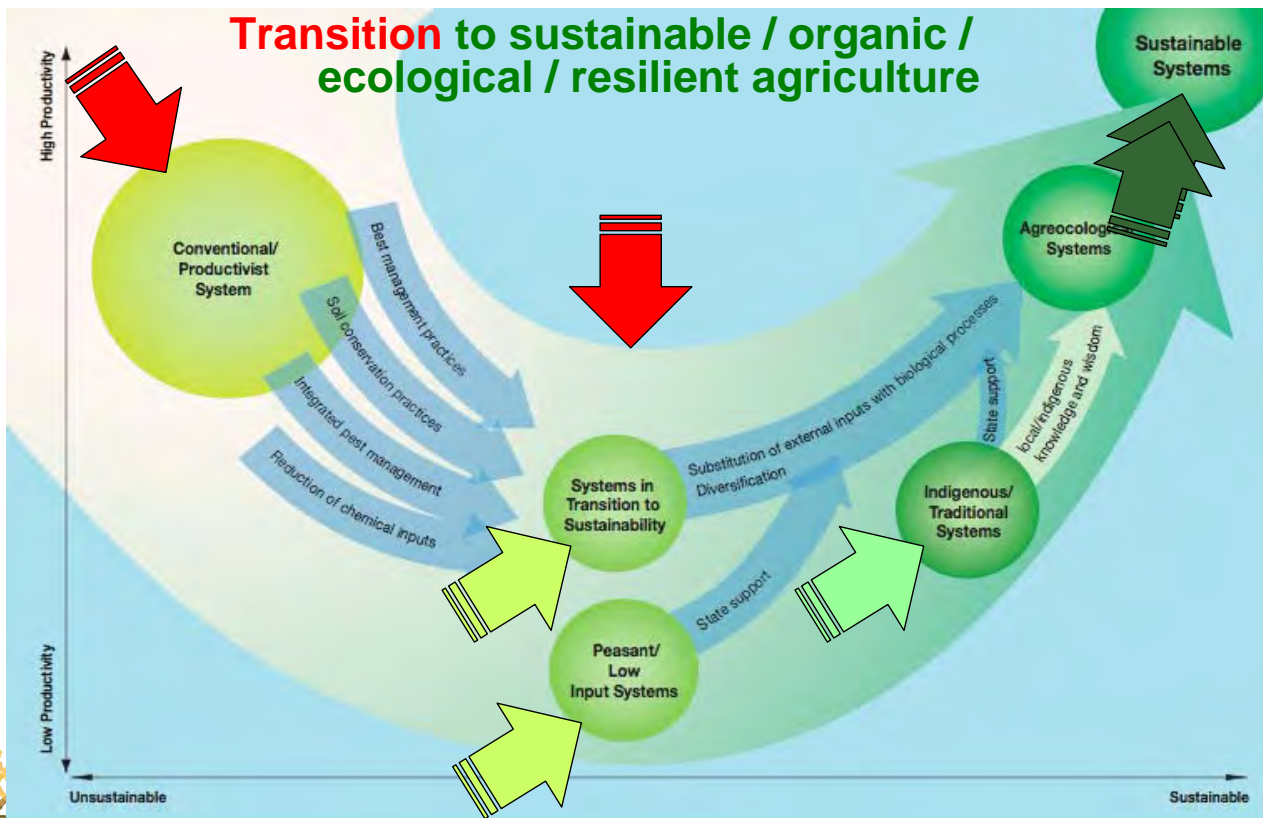 Transition to sustainable / organic /
ecological / resilient agriculture
High Productivity
Low Productivity
Unsustainable
Sustainable
Conventional/
Productivist
System
Best management practices
Soil conservation practices
Integrated pest management
Reduction of chemical inputs
Systems in
Transition to
Sustainability
Peasant/
Low
Input Systems
Substitution of external inputs with biological processes
Diversification
State support
Indigenous/
Traditional
Systems
State support
local/indigenous
knowledge and wisdom
Systems
Sustainable
Systems